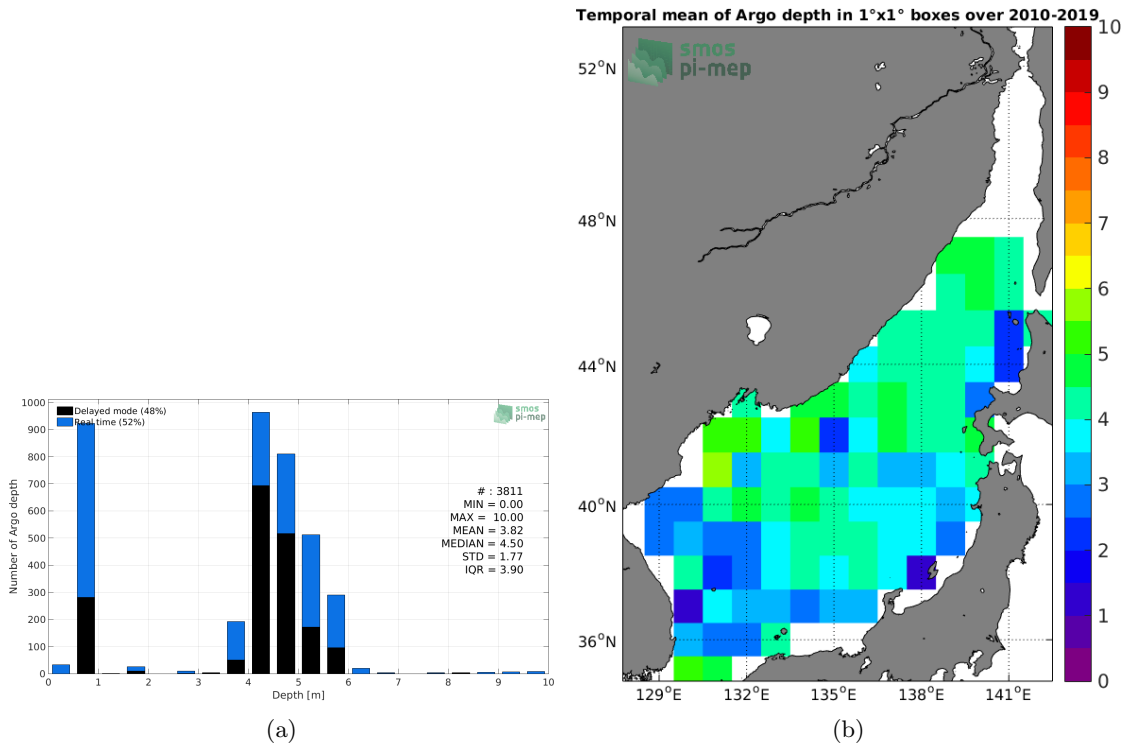 Temporal mean of Argo depth in 1°x1° boxes over 2010-2019
smos
pi-mep
52°N
48°N
44°N
40°N
36°N
129°E
132°E
135°E
138°E
141°E
10
9
8
7
6
5
4
3
2
1
0
(b)
Delayed mode (48%)
Real time (52%)
smos
pi-mep
# : 3811
MIN = 0.00
MAX = 10.00
MEAN = 3.82
MEDIAN = 4.50
STD = 1.77
IQR = 3.90
Number of Argo depth
1000
900
800
700
600
500
400
300
200
100
0
0
1
2
3
4
5
6
7
8
9
10
Depth [m]
(a)